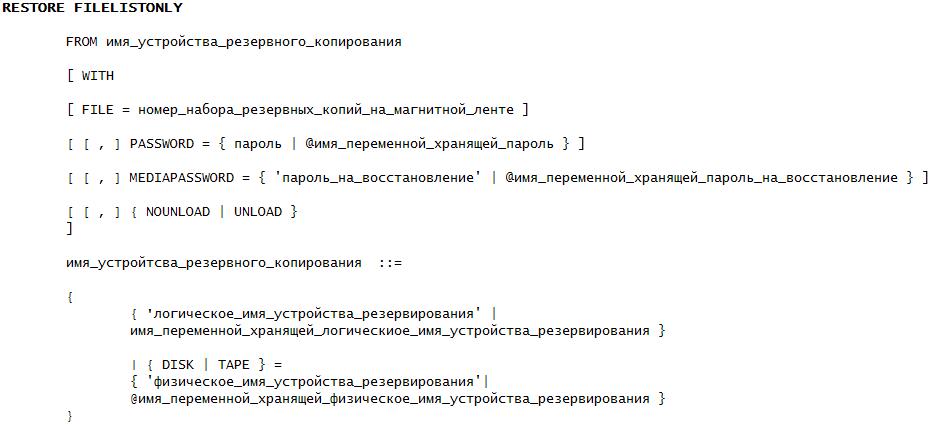 RESTORE FILELISTONLY
FROM имя_устройства_резервного_копирования
[ WITH
[ FILE = номер_набора_резервных_копий_на_магнитной_ленте ]
[ [ , ] PASSWORD = { пароль | @имя_переменной_хранящей_пароль } ]
[ [ , ] MEDIAPASSWORD = { 'пароль_на_восстановление' | @имя_переменной_хранящей_пароль_на_восстановление } ]
[ [ , ] { NOUNLOAD | UNLOAD }
]
имя_устройтсва_резервного_копирования ::=
{
{ 'логическое_имя_устройства_резервирования' |
имя_переменной_хранящей_логическиое_имя_устройства_резервирования }
| { DISK | TAPE } =
{ 'физическое_имя_устройства_резервирования'|
@имя_переменной_хранящей_физическое_имя_устройства_резервирования }
}